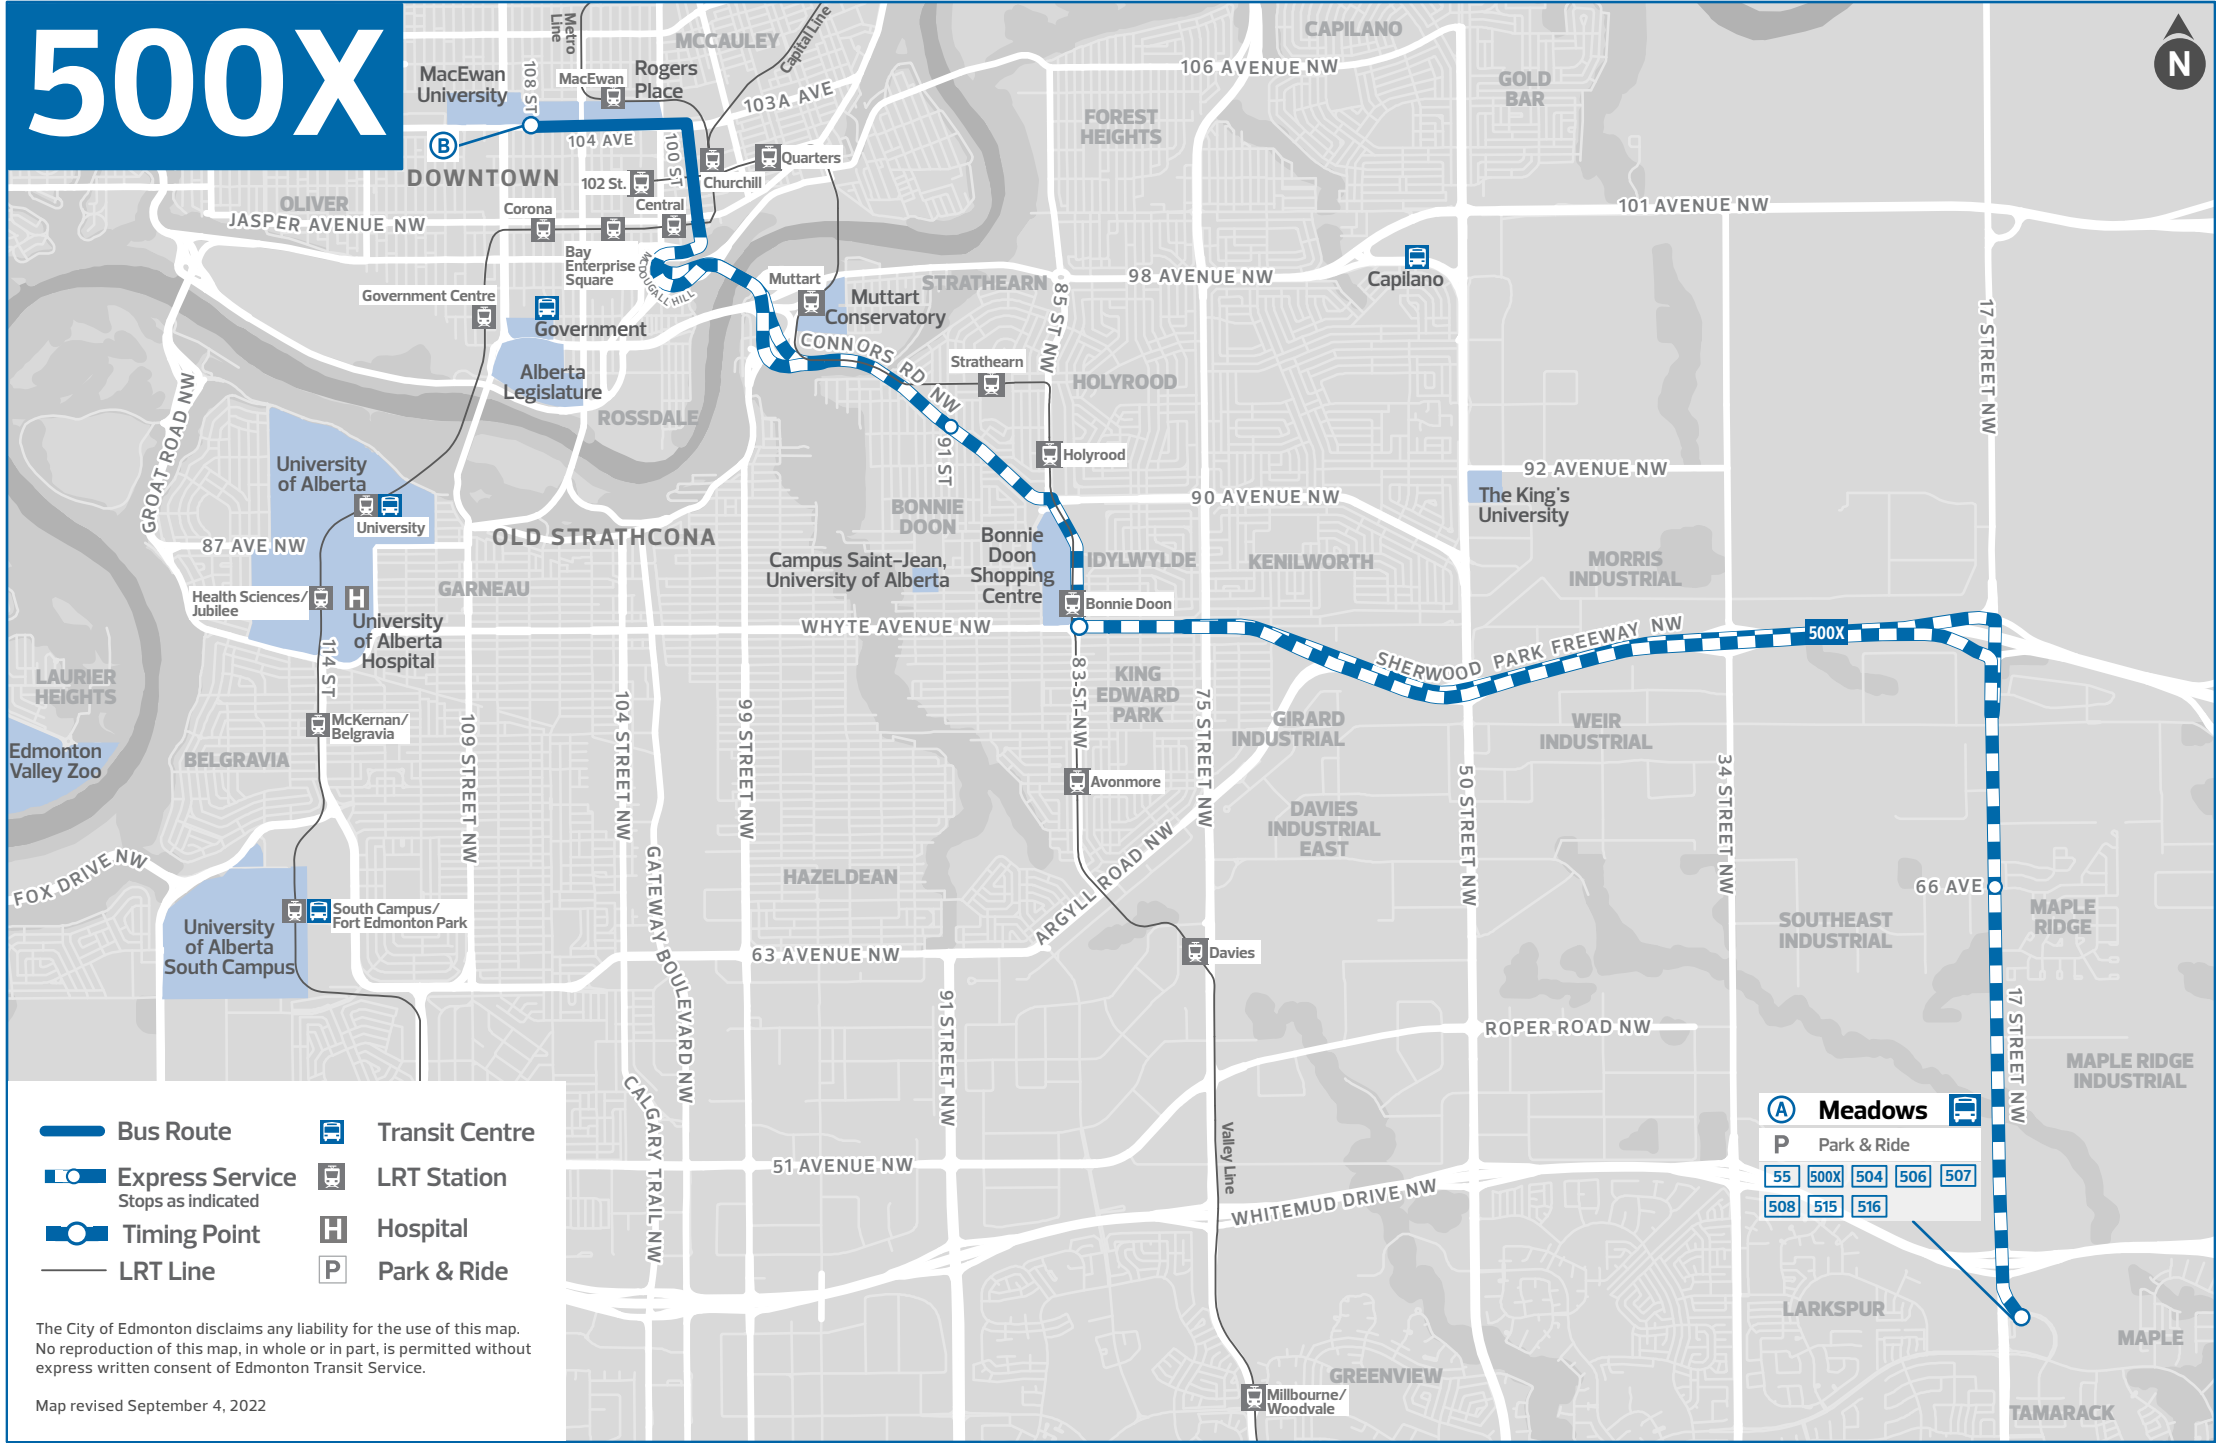 500X
N
Metro
Line
Capital Line
MCCAULEY
CAPILANO
GOLD
BAR
106 AVENUE NW
MacEwan
University
108 ST
MacEwan
Rogers
Place
103A AVE
FOREST
HEIGHTS
B
104 AVE
100 ST
Quarters
Churchill
DOWNTOWN
102 St.
Central
OLIVER
JASPER AVENUE NW
Corona
101 AVENUE NW
Bay
Enterprise
Square
MCDOUGALL HILL
Muttart
STRATHEARN
98 AVENUE NW
Capilano
Government Centre
Government
Muttart
Conservatory
85 ST NW
17 STREET NW
CONNORS RD NW
Strathearn
HOLYROOD
Alberta
Legislature
ROSSDALE
GROAT ROAD NW
91 ST
Holyrood
University
of Alberta
University
92 AVENUE NW
The King's
University
90 AVENUE NW
BONNIE
DOON
OLD STRATHCONA
87 AVE NW
Bonnie
Doon
Shopping
Centre
IDYLWYLDE
KENILWORTH
MORRIS
INDUSTRIAL
Campus Saint-Jean,
University of Alberta
GARNEAU
Health Sciences/
Jubilee
H
University
of Alberta
Hospital
Bonnie Doon
WHYTE AVENUE NW
SHERWOOD PARK FREEWAY NW
500X
114 ST
LAURIER
HEIGHTS
83-ST-NW
KING
EDWARD
PARK
75 STREET NW
GIRARD
INDUSTRIAL
WEIR
INDUSTRIAL
McKernan/
Belgravia
109 STREET NW
104 STREET NW
99 STREET NW
Edmonton
Valley Zoo
BELGRAVIA
Avonmore
50 STREET NW
34 STREET NW
DAVIES
INDUSTRIAL
EAST
FOX DRIVE NW
GATEWAY BOULEVARD NW
HAZELDEAN
ARGYLL ROAD NW
66 AVE
SOUTHEAST
INDUSTRIAL
MAPLE
RIDGE
South Campus/
Fort Edmonton Park
University
of Alberta
South Campus
63 AVENUE NW
Davies
91 STREET NW
17 STREET NW
ROPER ROAD NW
MAPLE RIDGE
INDUSTRIAL
CALGARY TRAIL NW
A
Meadows
P
Park & Ride
55
500X
504
506
507
508
515
516
51 AVENUE NW
Valley Line
WHITEMUD DRIVE NW
LARKSPUR
MAPLE
GREENVIEW
Millbourne/
Woodvale
TAMARACK
Bus Route
Transit Centre
Express Service
Stops as indicated
LRT Station
Timing Point
H
Hospital
LRT Line
P
Park & Ride
The City of Edmonton disclaims any liability for the use of this map.
No reproduction of this map, in whole or in part, is permitted without
express written consent of Edmonton Transit Service.
Map revised September 4, 2022